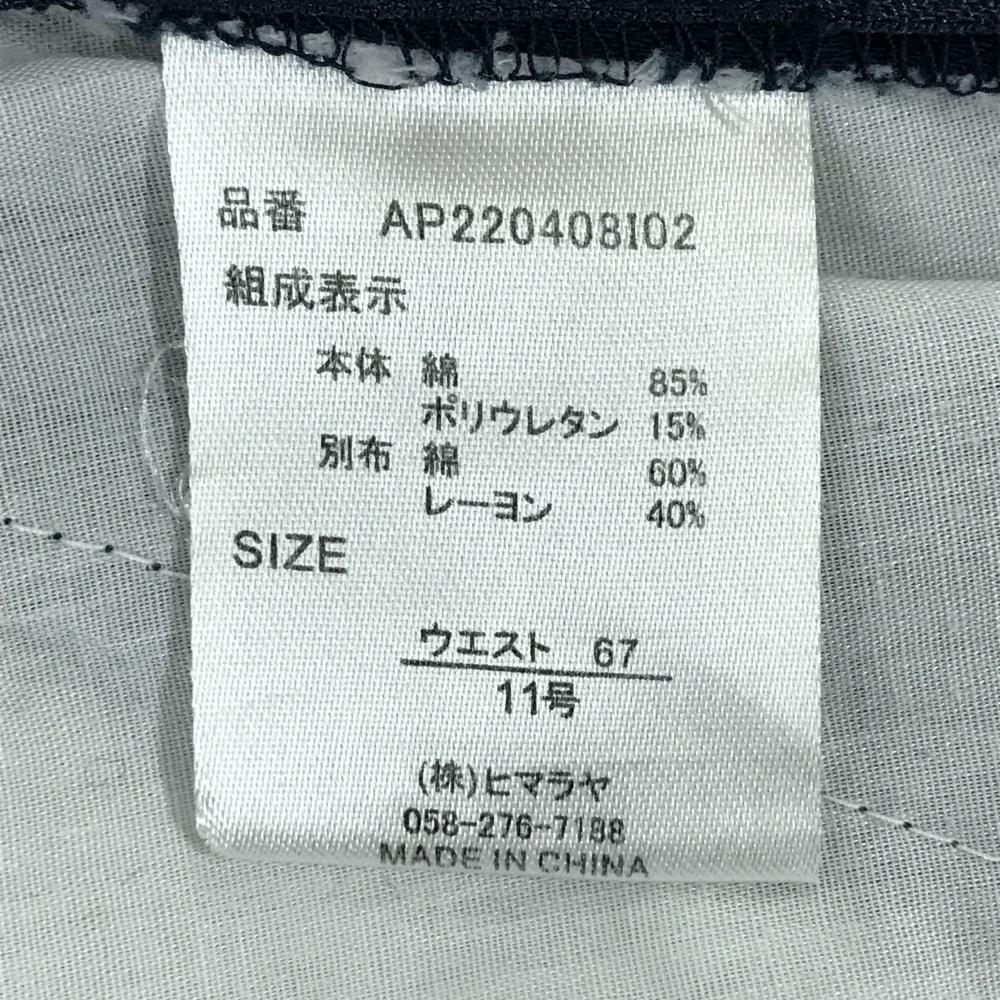 品番 AP220408I02
組成表示
本体 綿 85%
ポリウレタン 15%
別布 綿 60%
レーヨン 40%
SIZE
ウエスト 67
11号
(株)ヒマラヤ
058-276-7188
MADE IN CHINA